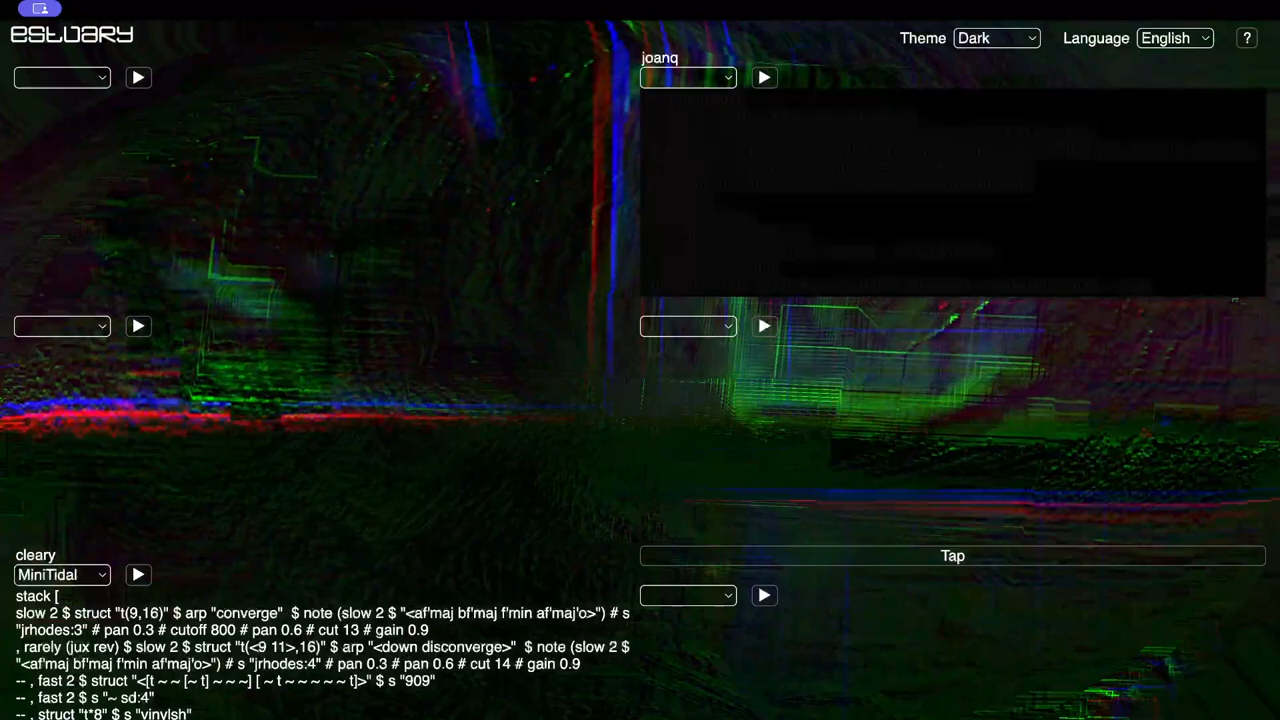 estuary
Theme Dark Language English ?
joanq
cleary
MiniTidal
stack [
slow 2 $ struct "t(9,16)" $ arp "converge"  $ note (slow 2 $ "<af'maj bf'maj f'min af'maj'o>") # s
"jrhodes:3" # pan 0.3 # cutoff 800 # pan 0.6 # cut 13 # gain 0.9
, rarely (jux rev) $ slow 2 $ struct "t(<9 11>,16)" $ arp "<down disconverge>"  $ note (slow 2 $
"<af'maj bf'maj f'min af'maj'o>") # s "jrhodes:4" # pan 0.3 # pan 0.6 # cut 14 # gain 0.9
-- , fast 2 $ struct "<[t ~ ~ [~ t] ~ ~ ~] [ ~ t ~ ~ ~ ~ ~ t]>" $ s "909"
-- , fast 2 $ s "~ sd:4"
-- , struct "t*8" $ s "vinylsh"
Tap